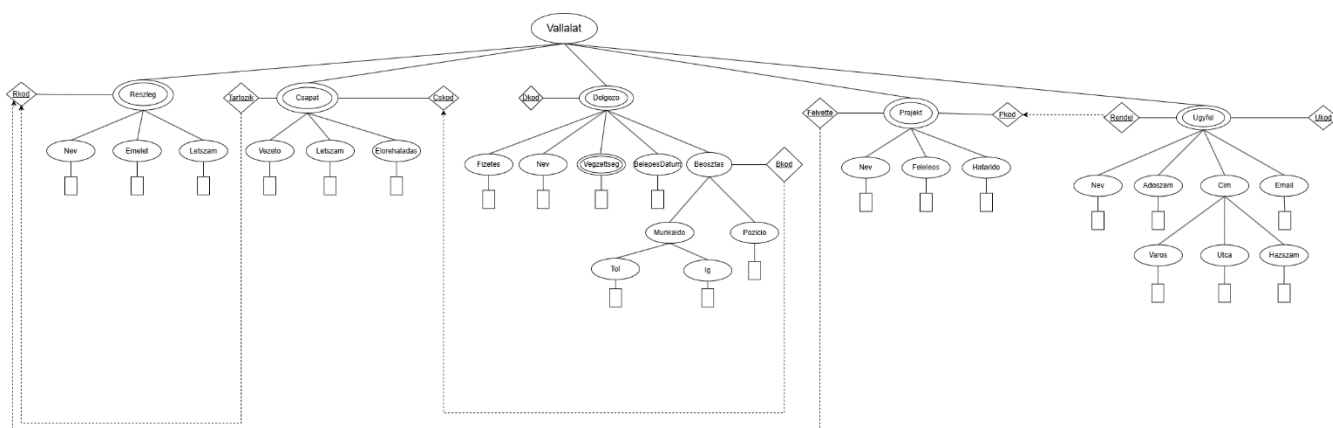 Vallalat
Rkod
Reszleg
Tartozik
Csapat
Cskod
Dkod
Dolgozo
Felvette
Projekt
Pkod
Rendel
Ugyfel
Ukod
Nev
Emelet
Letszam
Vezeto
Letszam
Elorehaladas
Fizetes
Nev
Vegzettseg
BelepesDatum
Beosztas
Bkod
Nev
Feleleos
Hatarido
Nev
Adoszam
Cim
Email
Munkaido
Pozicio
Tol
Ig
Varos
Utca
Hazszam